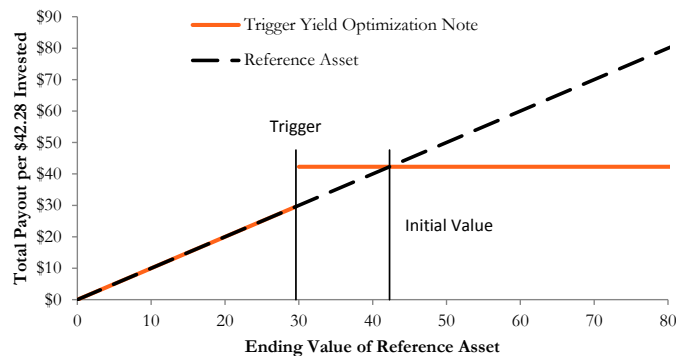 $90
$80
$70
$60
$50
$40
$30
$20
$10
$0
Total Payout per $42.28 Invested
Trigger Yield Optimization Note
Reference Asset
Trigger
Initial Value
0 10 20 30 40 50 60 70 80
Ending Value of Reference Asset